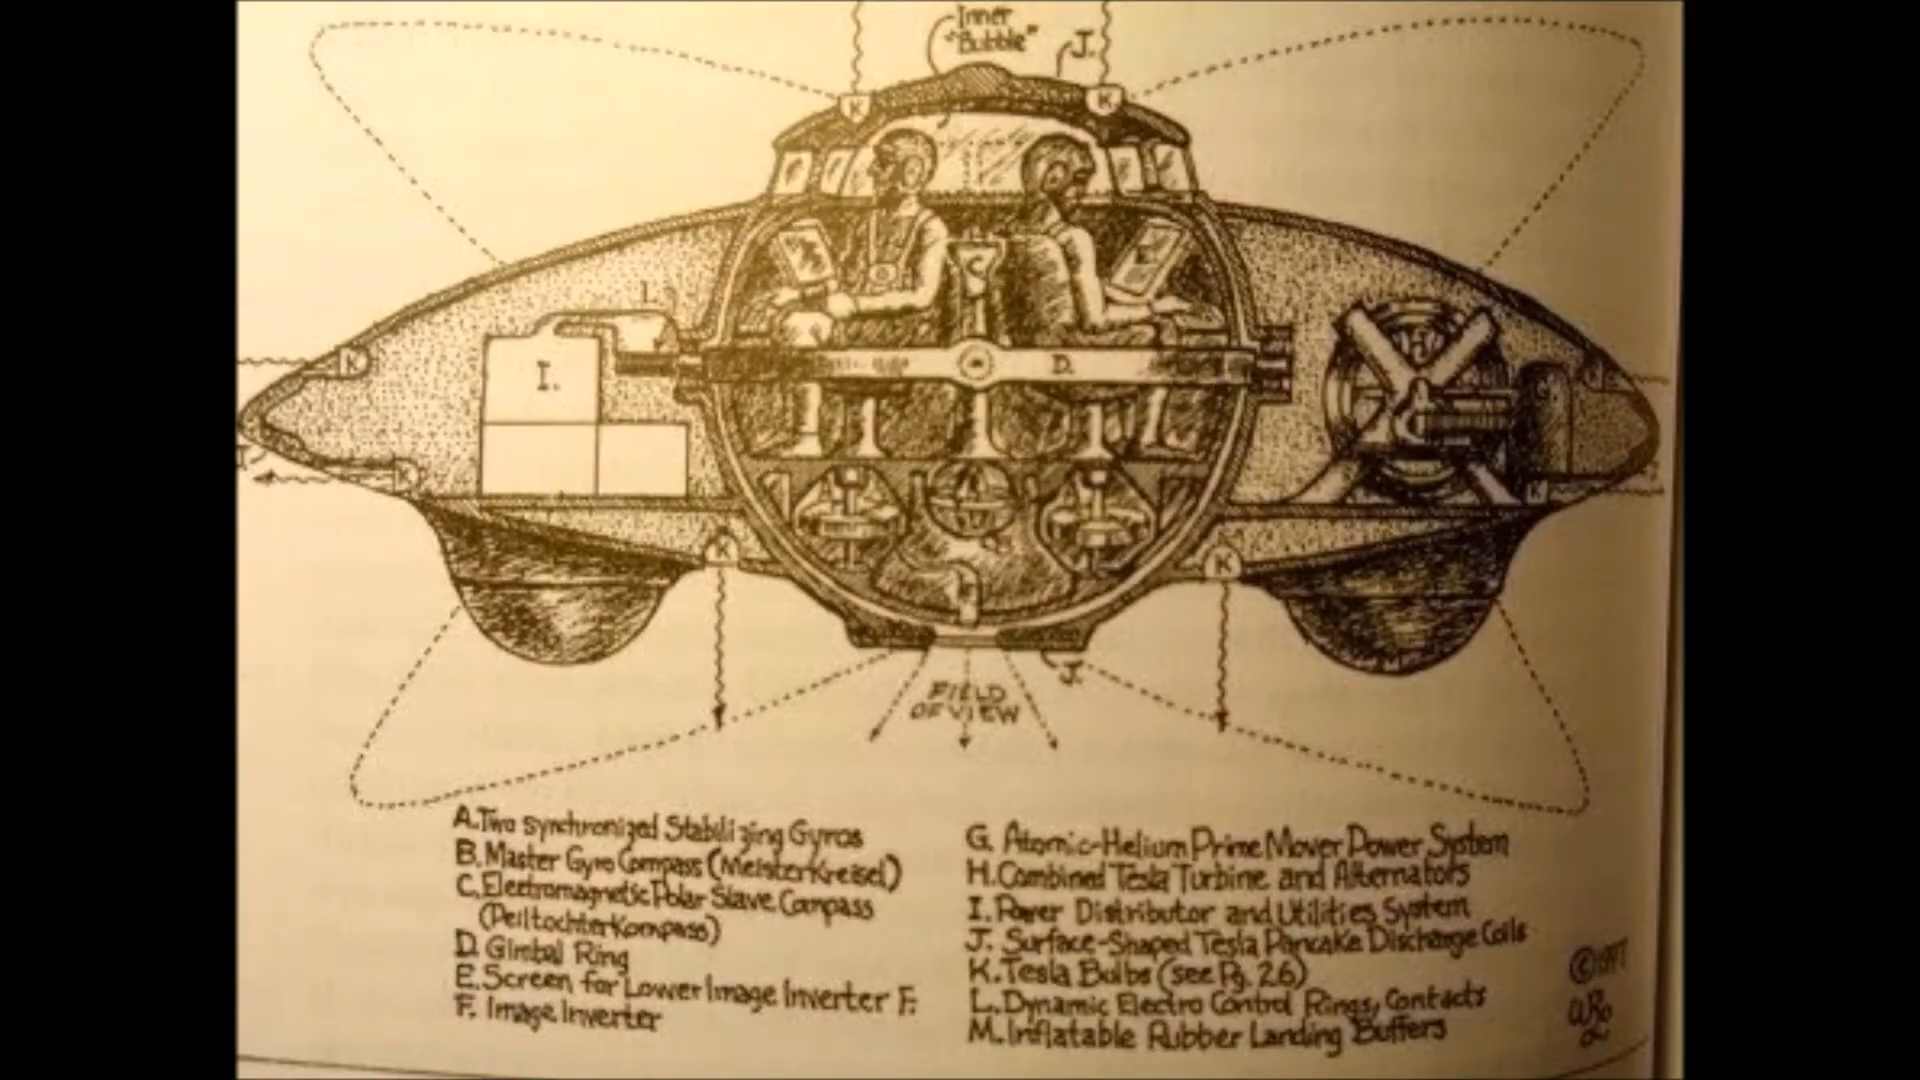 Inner
"Bubble"
J.
K
K
C
L
K
H
I.
D.
G
K
K
K
F
J.
FIELD
OF VIEW
A. Two synchronized Stabilizing Gyros
B. Master Gyro Compass (Meisterkreisel)
C. Electromagnetic Polar Slave Compass
(Peiltochterkompass)
D. Gimbal Ring
E. Screen for Lower Image Inverter F.
F. Image Inverter
G. Atomic-Helium Prime Mover Power System
H. Combined Tesla Turbine and Alternators
I. Power Distributor and Utilities System
J. Surface-Shaped Tesla Pancake Discharge Coils
K. Tesla Bulbs (see Pg. 26)
L. Dynamic Electro Control Rings, Contacts
M. Inflatable Rubber Landing Buffers
©1997